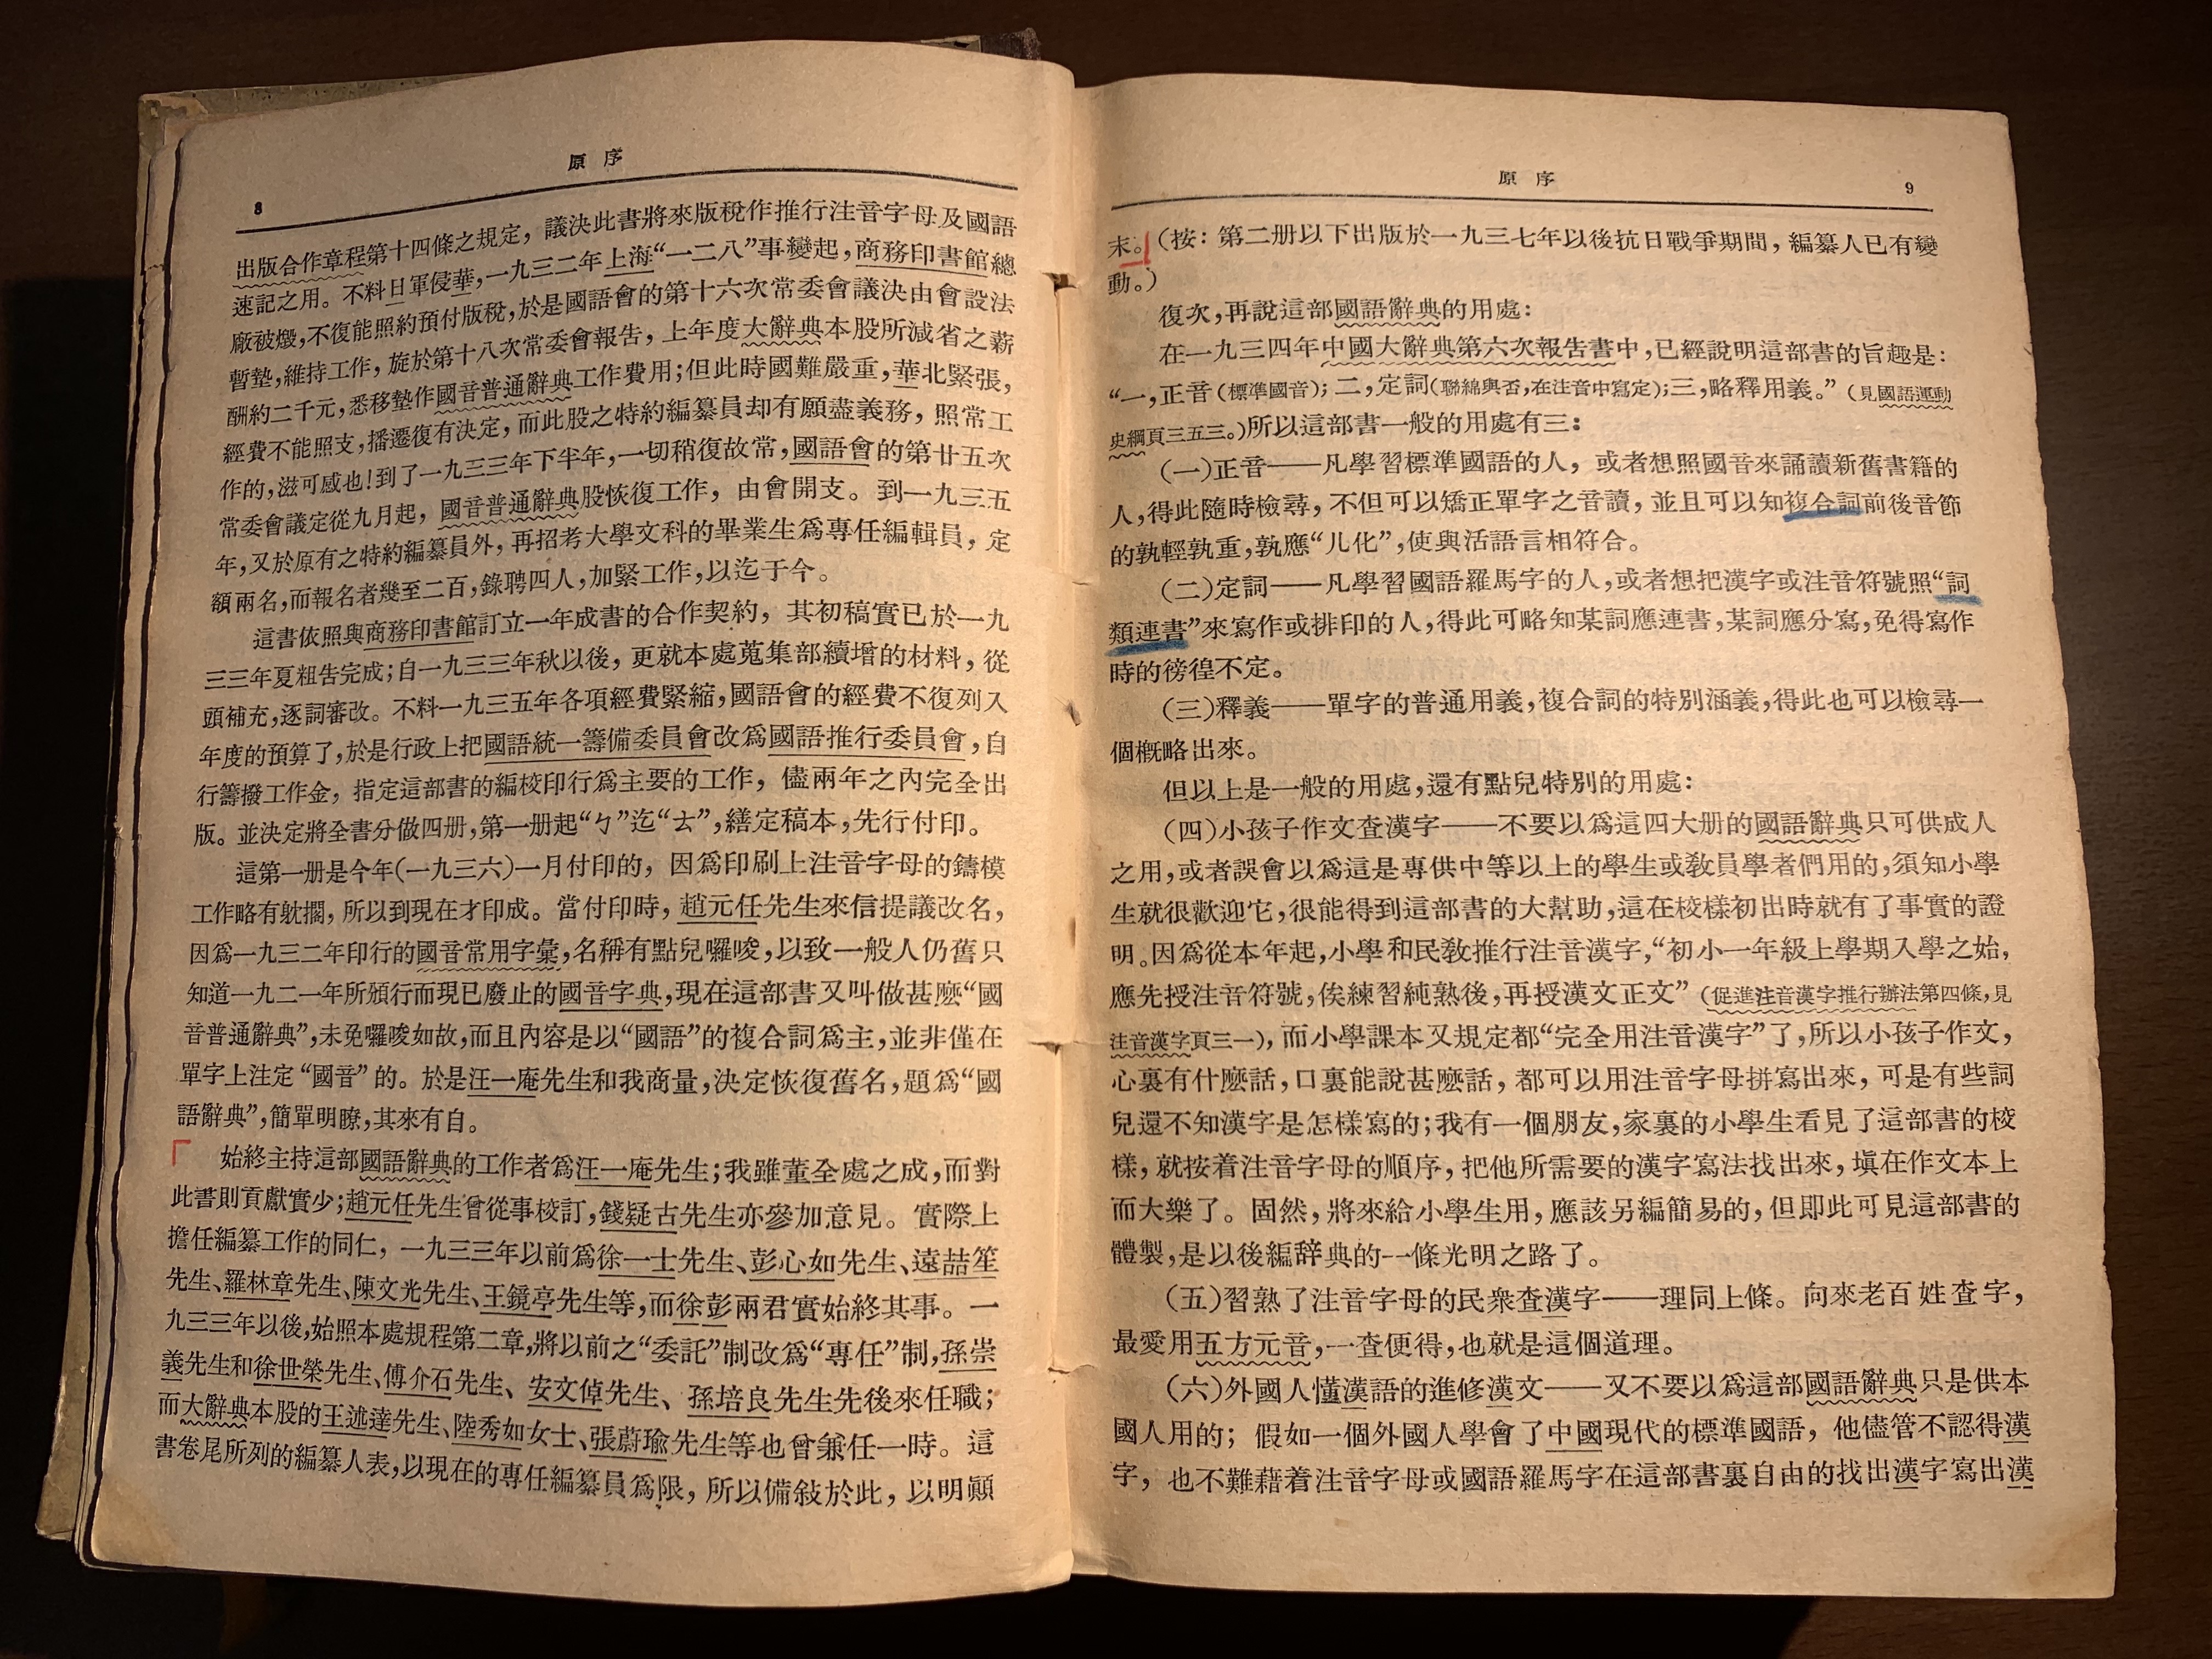 原序
8
出版合作章程第十四條之規定，議決此書將來版稅作推行注音字母及國語
速記之用。不料日軍侵華，一九三二年上海“一二八”事變起，商務印書館總
廠被燬，不復能照約預付版稅，於是國語會的第十六次常委會議決由會設法
暫墊，維持工作，旋於第十八次常委會報告，上年度大辭典本股所減省之薪
酬約二千元，悉移墊作國音普通辭典工作費用；但此時國難嚴重，華北緊張，
經費不能照支，播遷復有決定，而此股之特約編纂員却有願盡義務，照常工
作的，滋可感也！到了一九三三年下半年，一切稍復故常，國語會的第廿五次
常委會議定從九月起，國音普通辭典股恢復工作，由會開支。到一九三五
年，又於原有之特約編纂員外，再招考大學文科的畢業生爲專任編輯員，定
額兩名，而報名者幾至二百，錄聘四人，加緊工作，以迄于今。
這書依照與商務印書館訂立一年成書的合作契約，其初稿實已於一九
三三年夏粗告完成；自一九三三年秋以後，更就本處蒐集部續增的材料，從
頭補充，逐詞審改。不料一九三五年各項經費緊縮，國語會的經費不復列入
年度的預算了，於是行政上把國語統一籌備委員會改爲國語推行委員會，自
行籌撥工作金，指定這部書的編校印行爲主要的工作，儘兩年之內完全出
版。並決定將全書分做四册，第一册起“ㄅ”迄“ㄊ”，繕定稿本，先行付印。
這第一册是今年（一九三六）一月付印的，因爲印刷上注音字母的鑄模
工作略有躭擱，所以到現在才印成。當付印時，趙元任先生來信提議改名，
因爲一九三二年印行的國音常用字彙，名稱有點兒囉唆，以致一般人仍舊只
知道一九二一年所頒行而現已廢止的國音字典，現在這部書又叫做甚麽“國
音普通辭典”，未免囉唆如故，而且內容是以“國語”的複合詞爲主，並非僅在
單字上注定“國音”的。於是汪一庵先生和我商量，決定恢復舊名，題爲“國
語辭典”，簡單明瞭，其來有自。
始終主持這部國語辭典的工作者爲汪一庵先生；我雖董全處之成，而對
此書則貢獻實少；趙元任先生曾從事校訂，錢疑古先生亦參加意見。實際上
擔任編纂工作的同仁，一九三三年以前爲徐一士先生、彭心如先生、遠喆笙
先生、羅林章先生、陳文光先生、王鏡亭先生等，而徐彭兩君實始終其事。一
九三三年以後，始照本處規程第二章，將以前之“委託”制改爲“專任”制，孫崇
義先生和徐世榮先生、傅介石先生、安文倬先生、孫培良先生先後來任職；
而大辭典本股的王述達先生、陸秀如女士、張蔚瑜先生等也曾兼任一時。這
書卷尾所列的編纂人表，以現在的專任編纂員爲限，所以備敍於此，以明顚
原序
9
末。（按：第二册以下出版於一九三七年以後抗日戰爭期間，編纂人已有變
動。）
復次，再說這部國語辭典的用處：
在一九三四年中國大辭典第六次報告書中，已經說明這部書的旨趣是：
“一，正音（標準國音）；二，定詞（聯綿與否，在注音中寫定）；三，略釋用義。”（見國語運動
史綱頁三五三。）所以這部書一般的用處有三：
（一）正音——凡學習標準國語的人，或者想照國音來誦讀新舊書籍的
人，得此隨時檢尋，不但可以矯正單字之音讀，並且可以知複合詞前後音節
的孰輕孰重，孰應“儿化”，使與活語言相符合。
（二）定詞——凡學習國語羅馬字的人，或者想把漢字或注音符號照“詞
類連書”來寫作或排印的人，得此可略知某詞應連書，某詞應分寫，免得寫作
時的徬徨不定。
（三）釋義——單字的普通用義，複合詞的特別涵義，得此也可以檢尋一
個槪略出來。
但以上是一般的用處，還有點兒特別的用處：
（四）小孩子作文查漢字——不要以爲這四大册的國語辭典只可供成人
之用，或者誤會以爲這是專供中等以上的學生或敎員學者們用的，須知小學
生就很歡迎它，很能得到這部書的大幫助，這在校樣初出時就有了事實的證
明。因爲從本年起，小學和民敎推行注音漢字，“初小一年級上學期入學之始，
應先授注音符號，俟練習純熟後，再授漢文正文”（促進注音漢字推行辦法第四條，見
注音漢字頁三一），而小學課本又規定都“完全用注音漢字”了，所以小孩子作文，
心裏有什麽話，口裏能說甚麽話，都可以用注音字母拼寫出來，可是有些詞
兒還不知漢字是怎樣寫的；我有一個朋友，家裏的小學生看見了這部書的校
樣，就按着注音字母的順序，把他所需要的漢字寫法找出來，塡在作文本上
而大樂了。固然，將來給小學生用，應該另編簡易的，但即此可見這部書的
體製，是以後編辞典的一條光明之路了。
（五）習熟了注音字母的民衆查漢字——理同上條。向來老百姓查字，
最愛用五方元音，一查便得，也就是這個道理。
（六）外國人懂漢語的進修漢文——又不要以爲這部國語辭典只是供本
國人用的；假如一個外國人學會了中國現代的標準國語，他儘管不認得漢
字，也不難藉着注音字母或國語羅馬字在這部書裏自由的找出漢字寫出漢